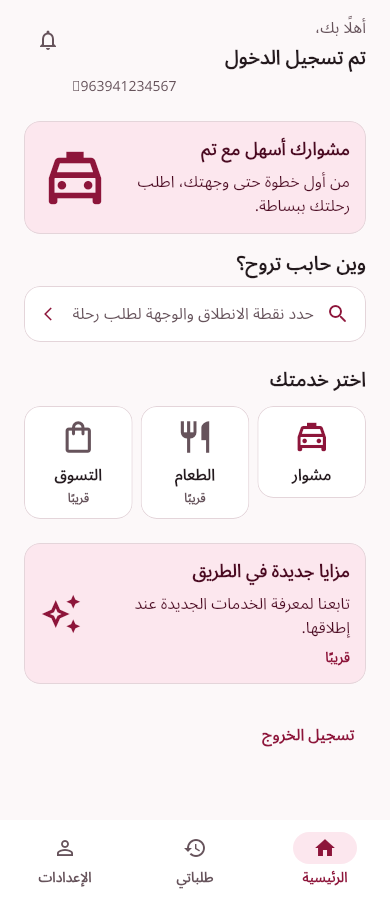 أهلًا بك،
تم تسجيل الدخول
963941234567
مشوارك أسهل مع تم
من أول خطوة حتى وجهتك، اطلب
رحلتك ببساطة.
وين حابب تروح؟
حدد نقطة الانطلاق والوجهة لطلب رحلة
اختر خدمتك
مشوار
الطعام
قريبًا
التسوق
قريبًا
مزايا جديدة في الطريق
تابعنا لمعرفة الخدمات الجديدة عند
إطلاقها.
قريبًا
تسجيل الخروج
الرئيسية
طلباتي
الإعدادات